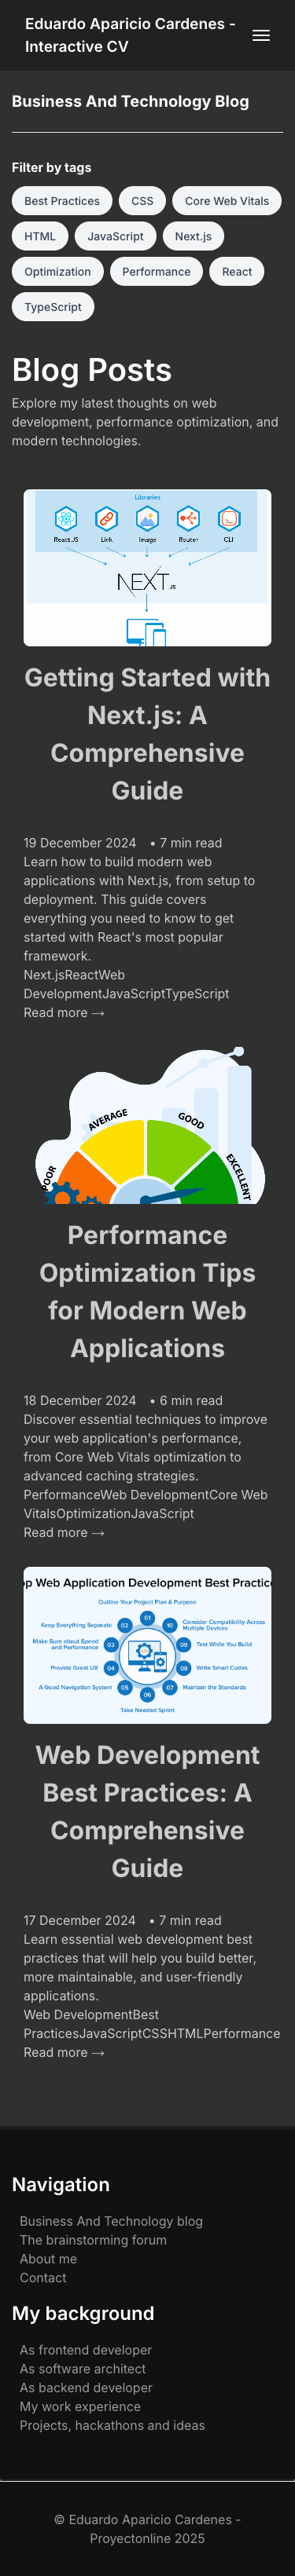 Eduardo Aparicio Cardenes -
Interactive CV
Business And Technology Blog
Filter by tags
Best Practices CSS Core Web Vitals
HTML JavaScript Next.js
Optimization Performance React
TypeScript
Blog Posts
Explore my latest thoughts on web
development, performance optimization, and
modern technologies.
Libraries
React.JS Link Image Router CLI
NEXT.JS
Getting Started with
Next.js: A
Comprehensive
Guide
19 December 2024 • 7 min read
Learn how to build modern web
applications with Next.js, from setup to
deployment. This guide covers
everything you need to know to get
started with React's most popular
framework.
Next.jsReactWeb
DevelopmentJavaScriptTypeScript
Read more →
POOR AVERAGE GOOD EXCELLENT
Performance
Optimization Tips
for Modern Web
Applications
18 December 2024 • 6 min read
Discover essential techniques to improve
your web application's performance,
from Core Web Vitals optimization to
advanced caching strategies.
PerformanceWeb DevelopmentCore Web
VitalsOptimizationJavaScript
Read more →
op Web Application Development Best Practice
Outline Your Project Plan & Purpose
01
Keep Everything Separate 02 10 Consider Compatibility Across
Multiple Devices
Make Sure about Speed
and Performance 03 09 Test While You Build
Provide Great UX 04 08 Write Smart Codes
A Good Navigation System 05 07 Maintain the Standards
06
Take Needed Sprint
Web Development
Best Practices: A
Comprehensive
Guide
17 December 2024 • 7 min read
Learn essential web development best
practices that will help you build better,
more maintainable, and user-friendly
applications.
Web DevelopmentBest
PracticesJavaScriptCSSHTMLPerformance
Read more →
Navigation
Business And Technology blog
The brainstorming forum
About me
Contact
My background
As frontend developer
As software architect
As backend developer
My work experience
Projects, hackathons and ideas
© Eduardo Aparicio Cardenes -
Proyectonline 2025